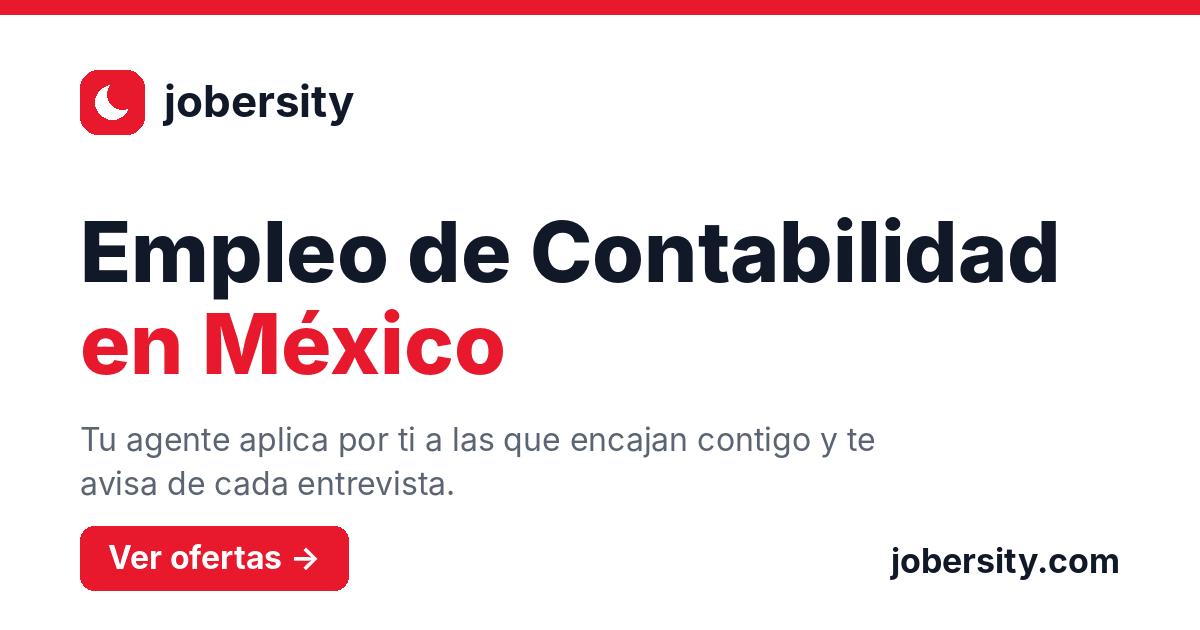 jobersity
Empleo de Contabilidad
en México
Tu agente aplica por ti a las que encajan contigo y te
avisa de cada entrevista.
Ver ofertas →
jobersity.com